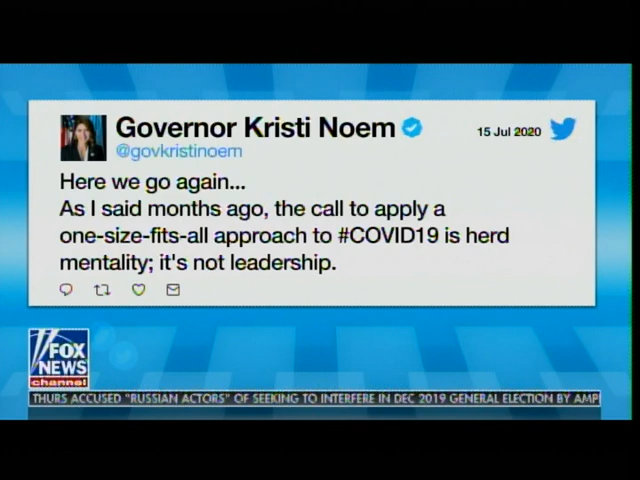 Governor Kristi Noem
15 Jul 2020
@govkristinoem
Here we go again...
As I said months ago, the call to apply a
one-size-fits-all approach to #COVID19 is herd
mentality; it's not leadership.
FOX
NEWS
channel
THURS ACCUSED "RUSSIAN ACTORS" OF SEEKING TO INTERFERE IN DEC 2019 GENERAL ELECTION BY AMP